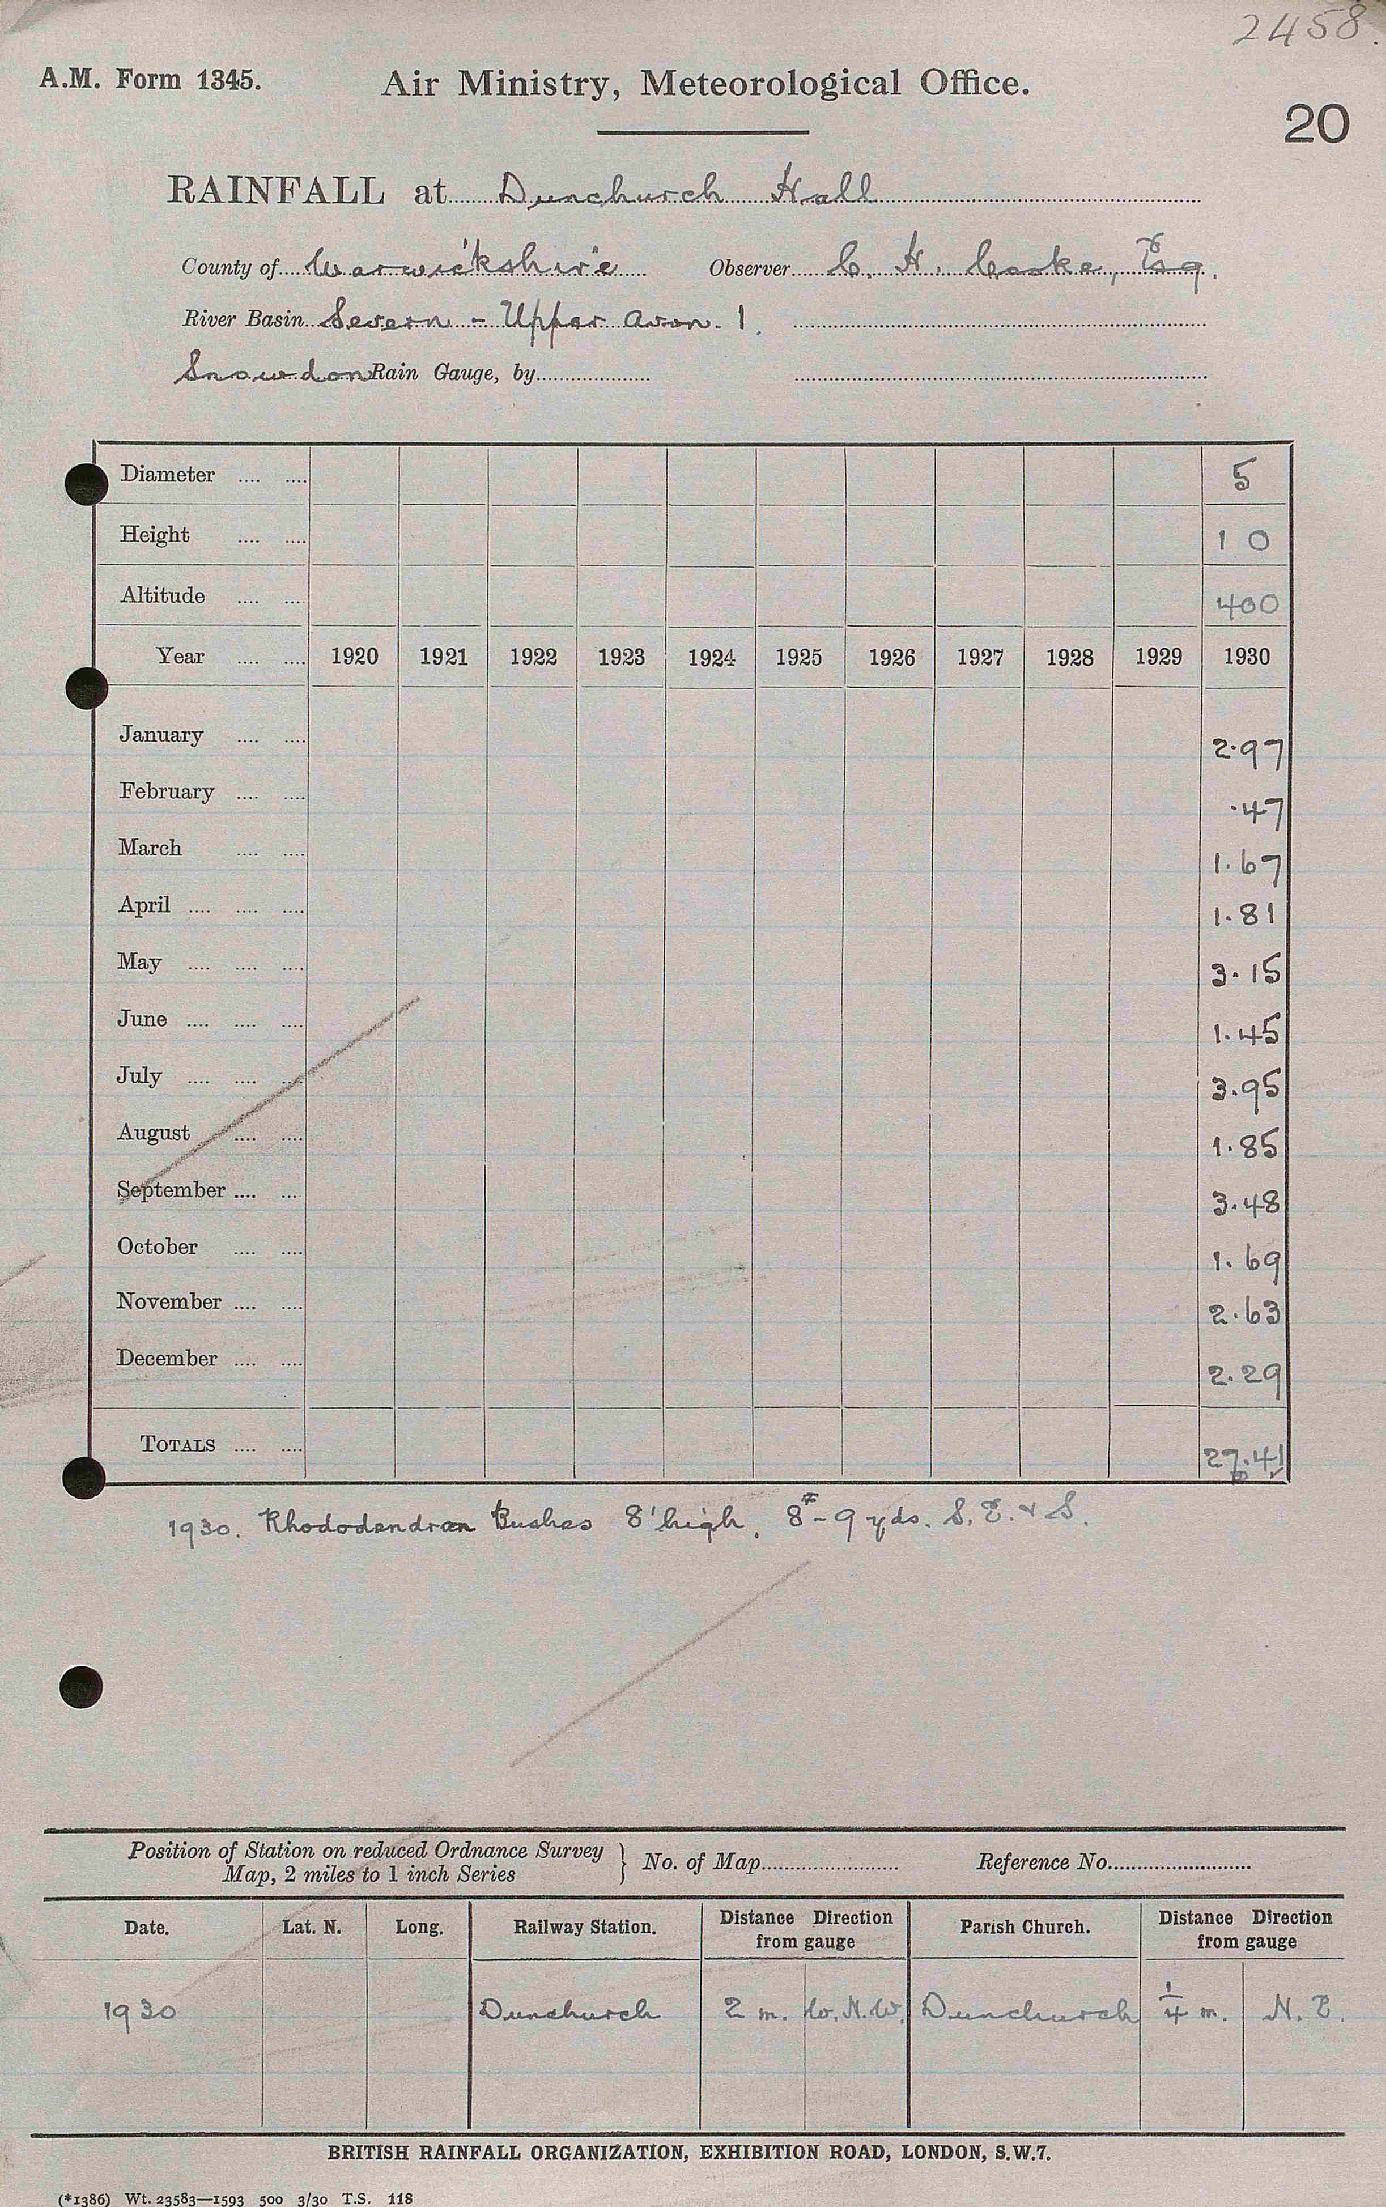 2458.
A.M. Form 1345. Air Ministry, Meteorological Office.
20
RAINFALL at Dunchurch Hall
County of Warwickshire Observer C. H. Cooke, Esq.
River Basin Severn - Upper Avon. 1.
Snowdon Rain Gauge, by
Diameter 5
Height 1 0
Altitude 400
Year 1920 1921 1922 1923 1924 1925 1926 1927 1928 1929 1930
January 2.97
February .47
March 1.67
April 1.81
May 3.15
June 1.45
July 3.95
August 1.85
September 3.48
October 1.69
November 2.63
December 2.29
TOTALS 27.41
1930. Rhododendron Bushes 8' high. 8 - 9 yds. S.E. & S.
Position of Station on reduced Ordnance Survey
Map, 2 miles to 1 inch Series } No. of Map Reference No.
Date. Lat. N. Long. Railway Station. Distance Direction from gauge Parish Church. Distance Direction from gauge
1930 Dunchurch 2 m. W.N.W. Dunchurch 1/4 m. N.E.
BRITISH RAINFALL ORGANIZATION, EXHIBITION ROAD, LONDON, S.W.7.
(*1386) Wt. 23583—1593 500 3/30 T.S. 118